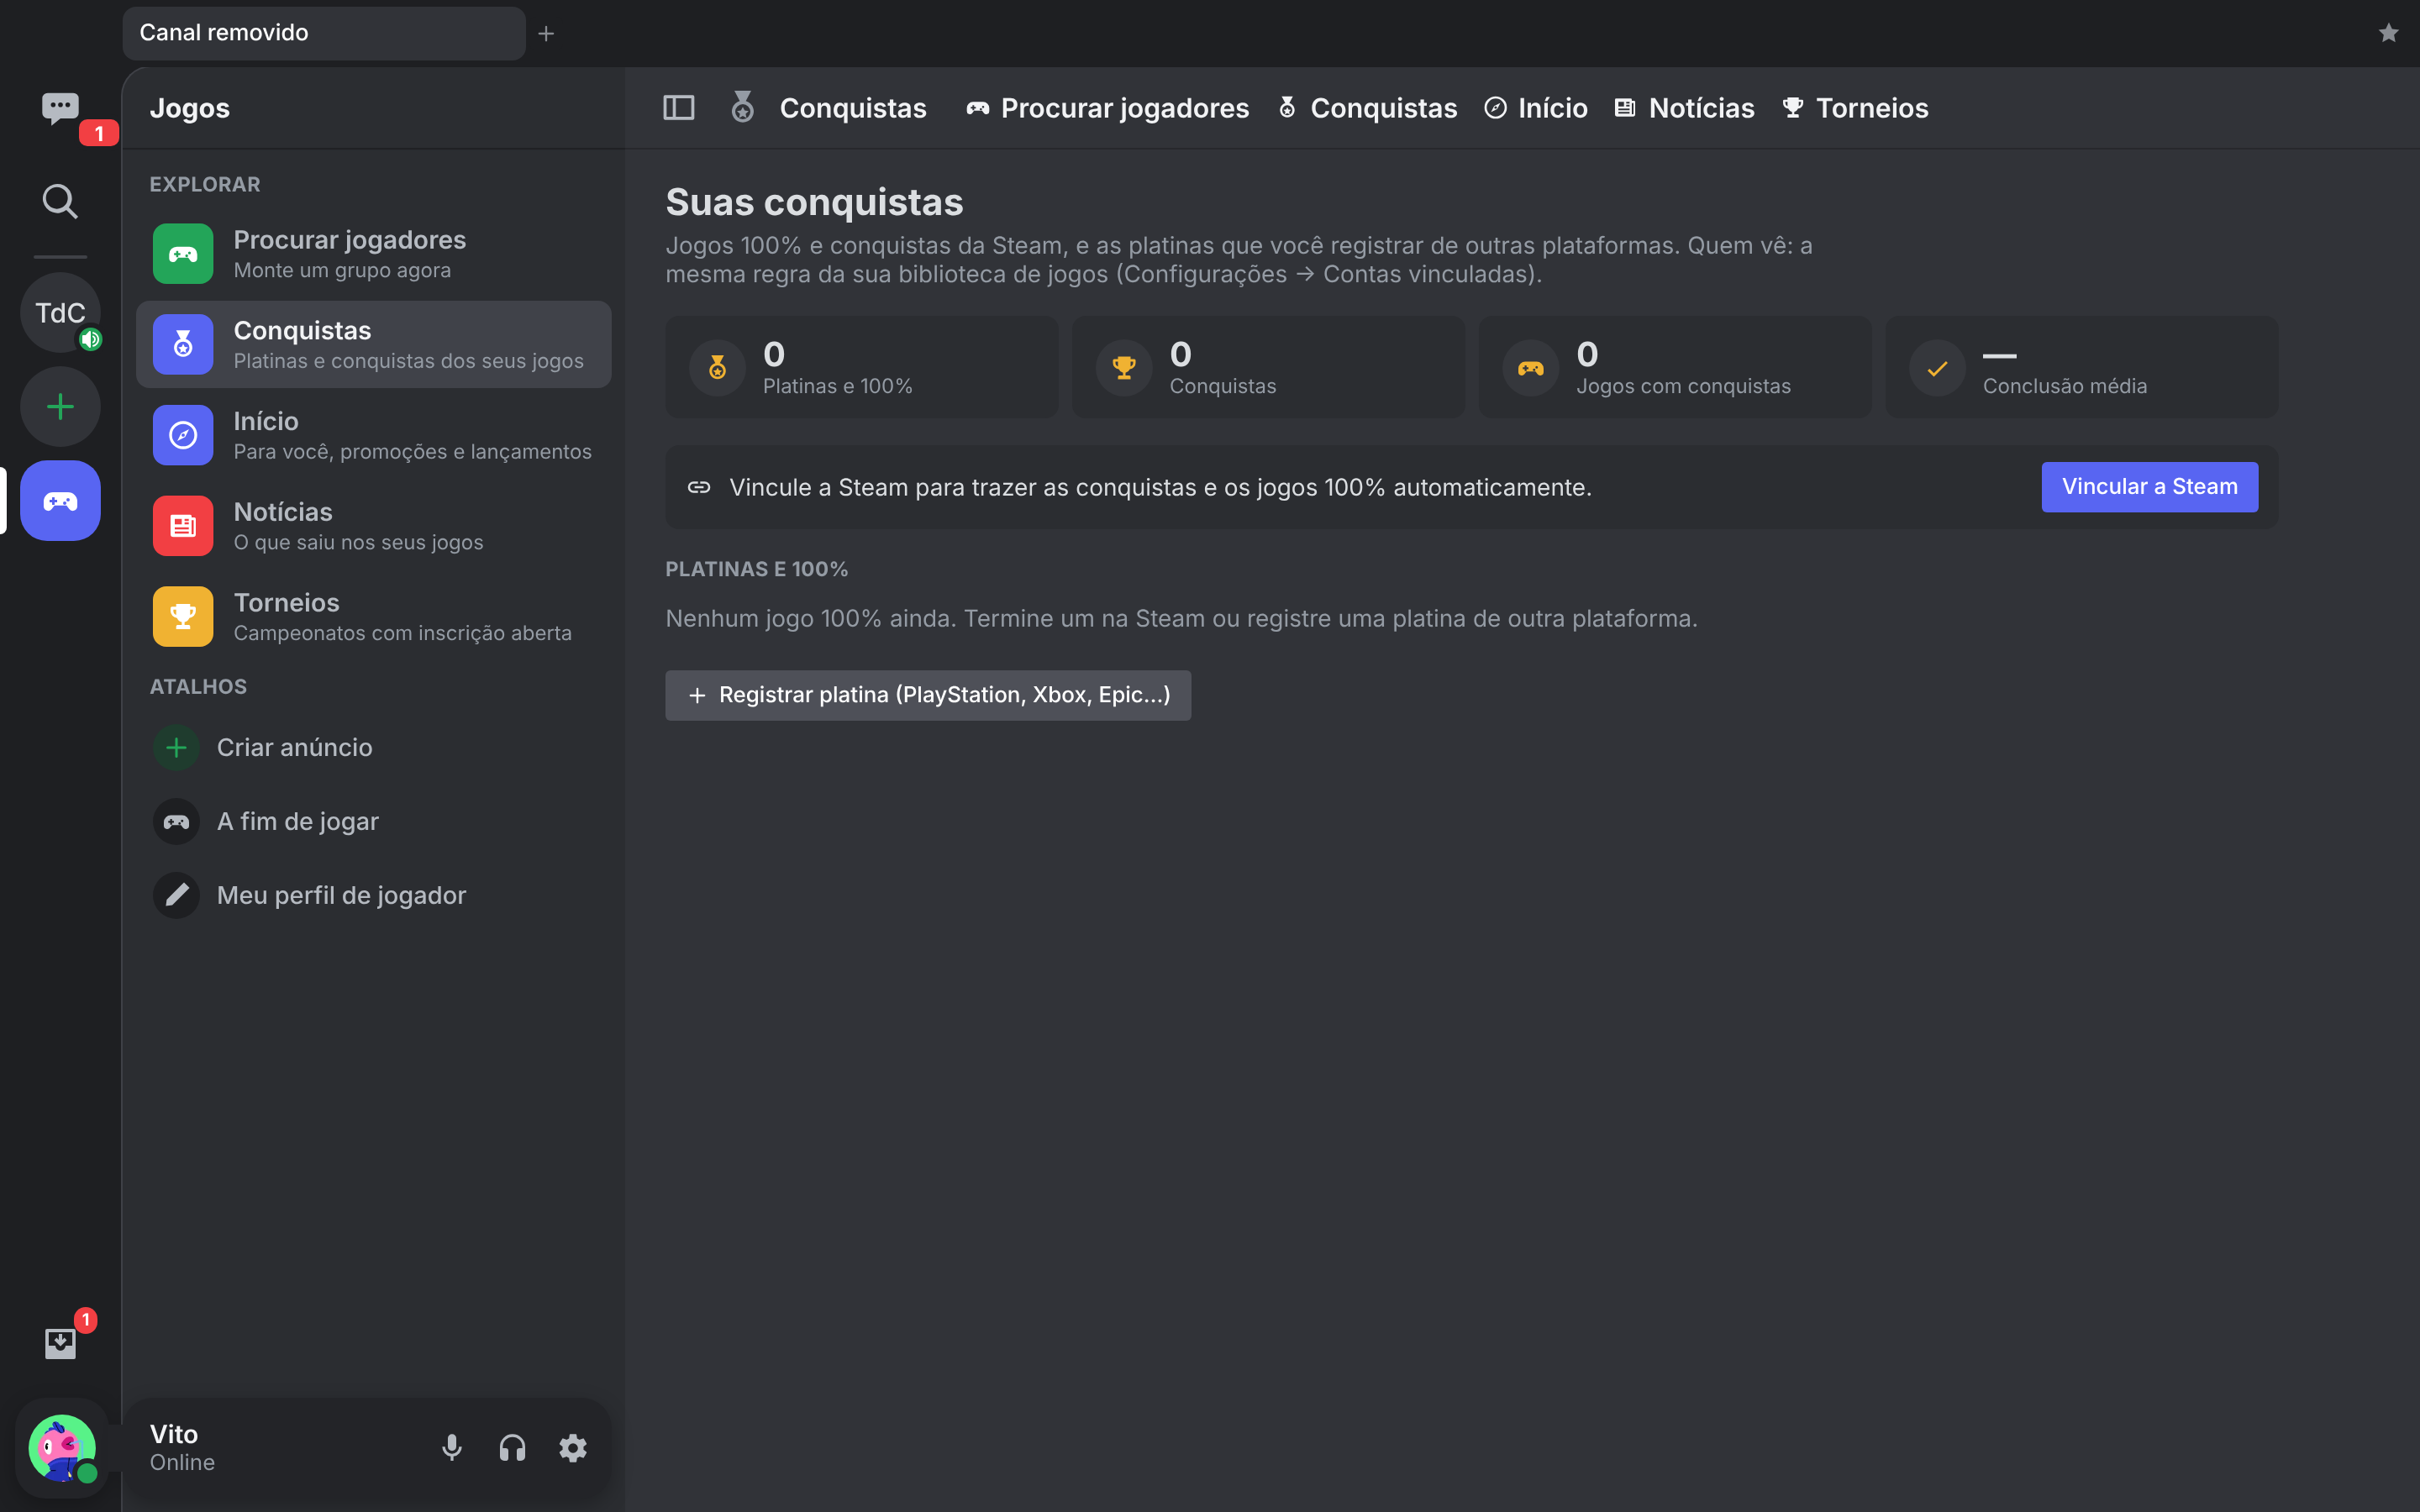 Canal removido
1
Jogos
Conquistas
Procurar jogadores
Conquistas
Início
Notícias
Torneios
EXPLORAR
Procurar jogadores
Monte um grupo agora
TdC
Conquistas
Platinas e conquistas dos seus jogos
Início
Para você, promoções e lançamentos
Notícias
O que saiu nos seus jogos
Torneios
Campeonatos com inscrição aberta
ATALHOS
Criar anúncio
A fim de jogar
Meu perfil de jogador
1
Vito
Online
Suas conquistas
Jogos 100% e conquistas da Steam, e as platinas que você registrar de outras plataformas. Quem vê: a
mesma regra da sua biblioteca de jogos (Configurações → Contas vinculadas).
0
Platinas e 100%
0
Conquistas
0
Jogos com conquistas
—
Conclusão média
Vincule a Steam para trazer as conquistas e os jogos 100% automaticamente.
Vincular a Steam
PLATINAS E 100%
Nenhum jogo 100% ainda. Termine um na Steam ou registre uma platina de outra plataforma.
Registrar platina (PlayStation, Xbox, Epic...)